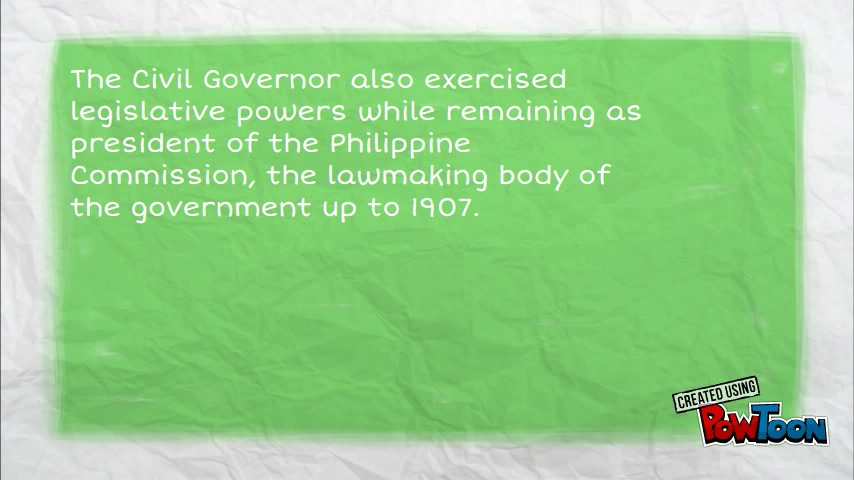 The Civil Governor also exercised
legislative powers while remaining as
president of the Philippine
Commission, the lawmaking body of
the government up to 1907.
CREATED USING
POWTOON